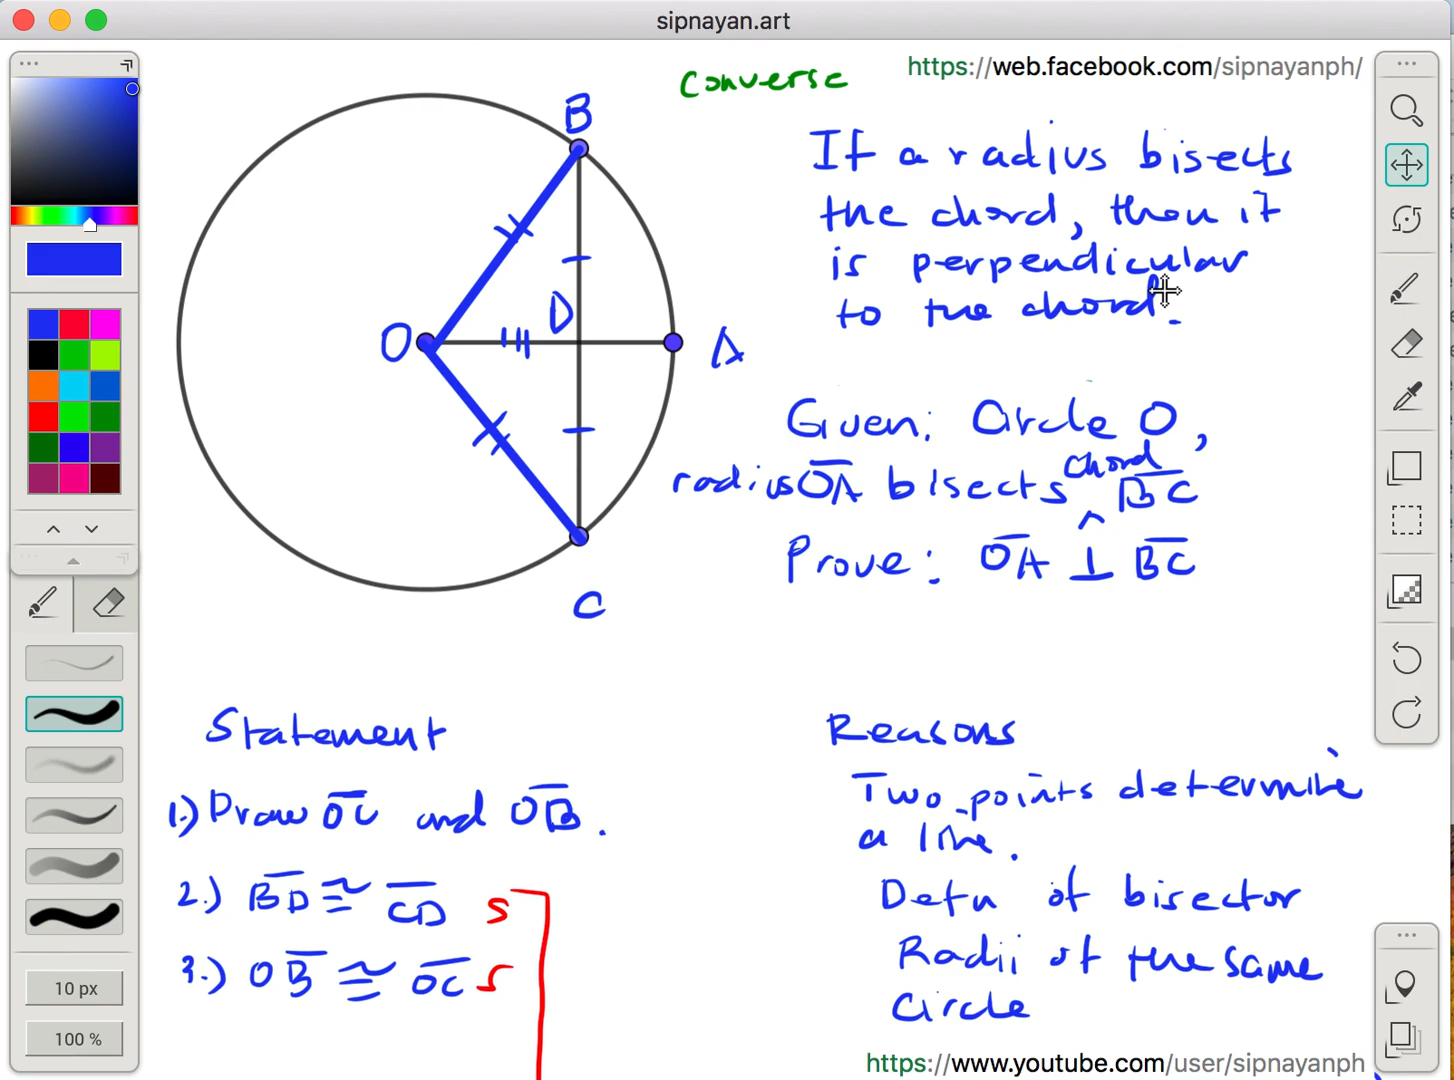 sipnayan.art
https://web.facebook.com/sipnayanph/
Converse
If a radius bisects
the chord, then it
is perpendicular
to the chord.
B
O
D
A
C
Given: Circle O,
radius OA bisects chord BC
Prove: OA ⊥ BC
Statement
Reasons
1.) Draw OC and OB.
Two points determine
a line.
2.) BD ≅ CD S
Defn of bisector
3.) OB ≅ OC S
Radii of the same
Circle
10 px
100 %
https://www.youtube.com/user/sipnayanph